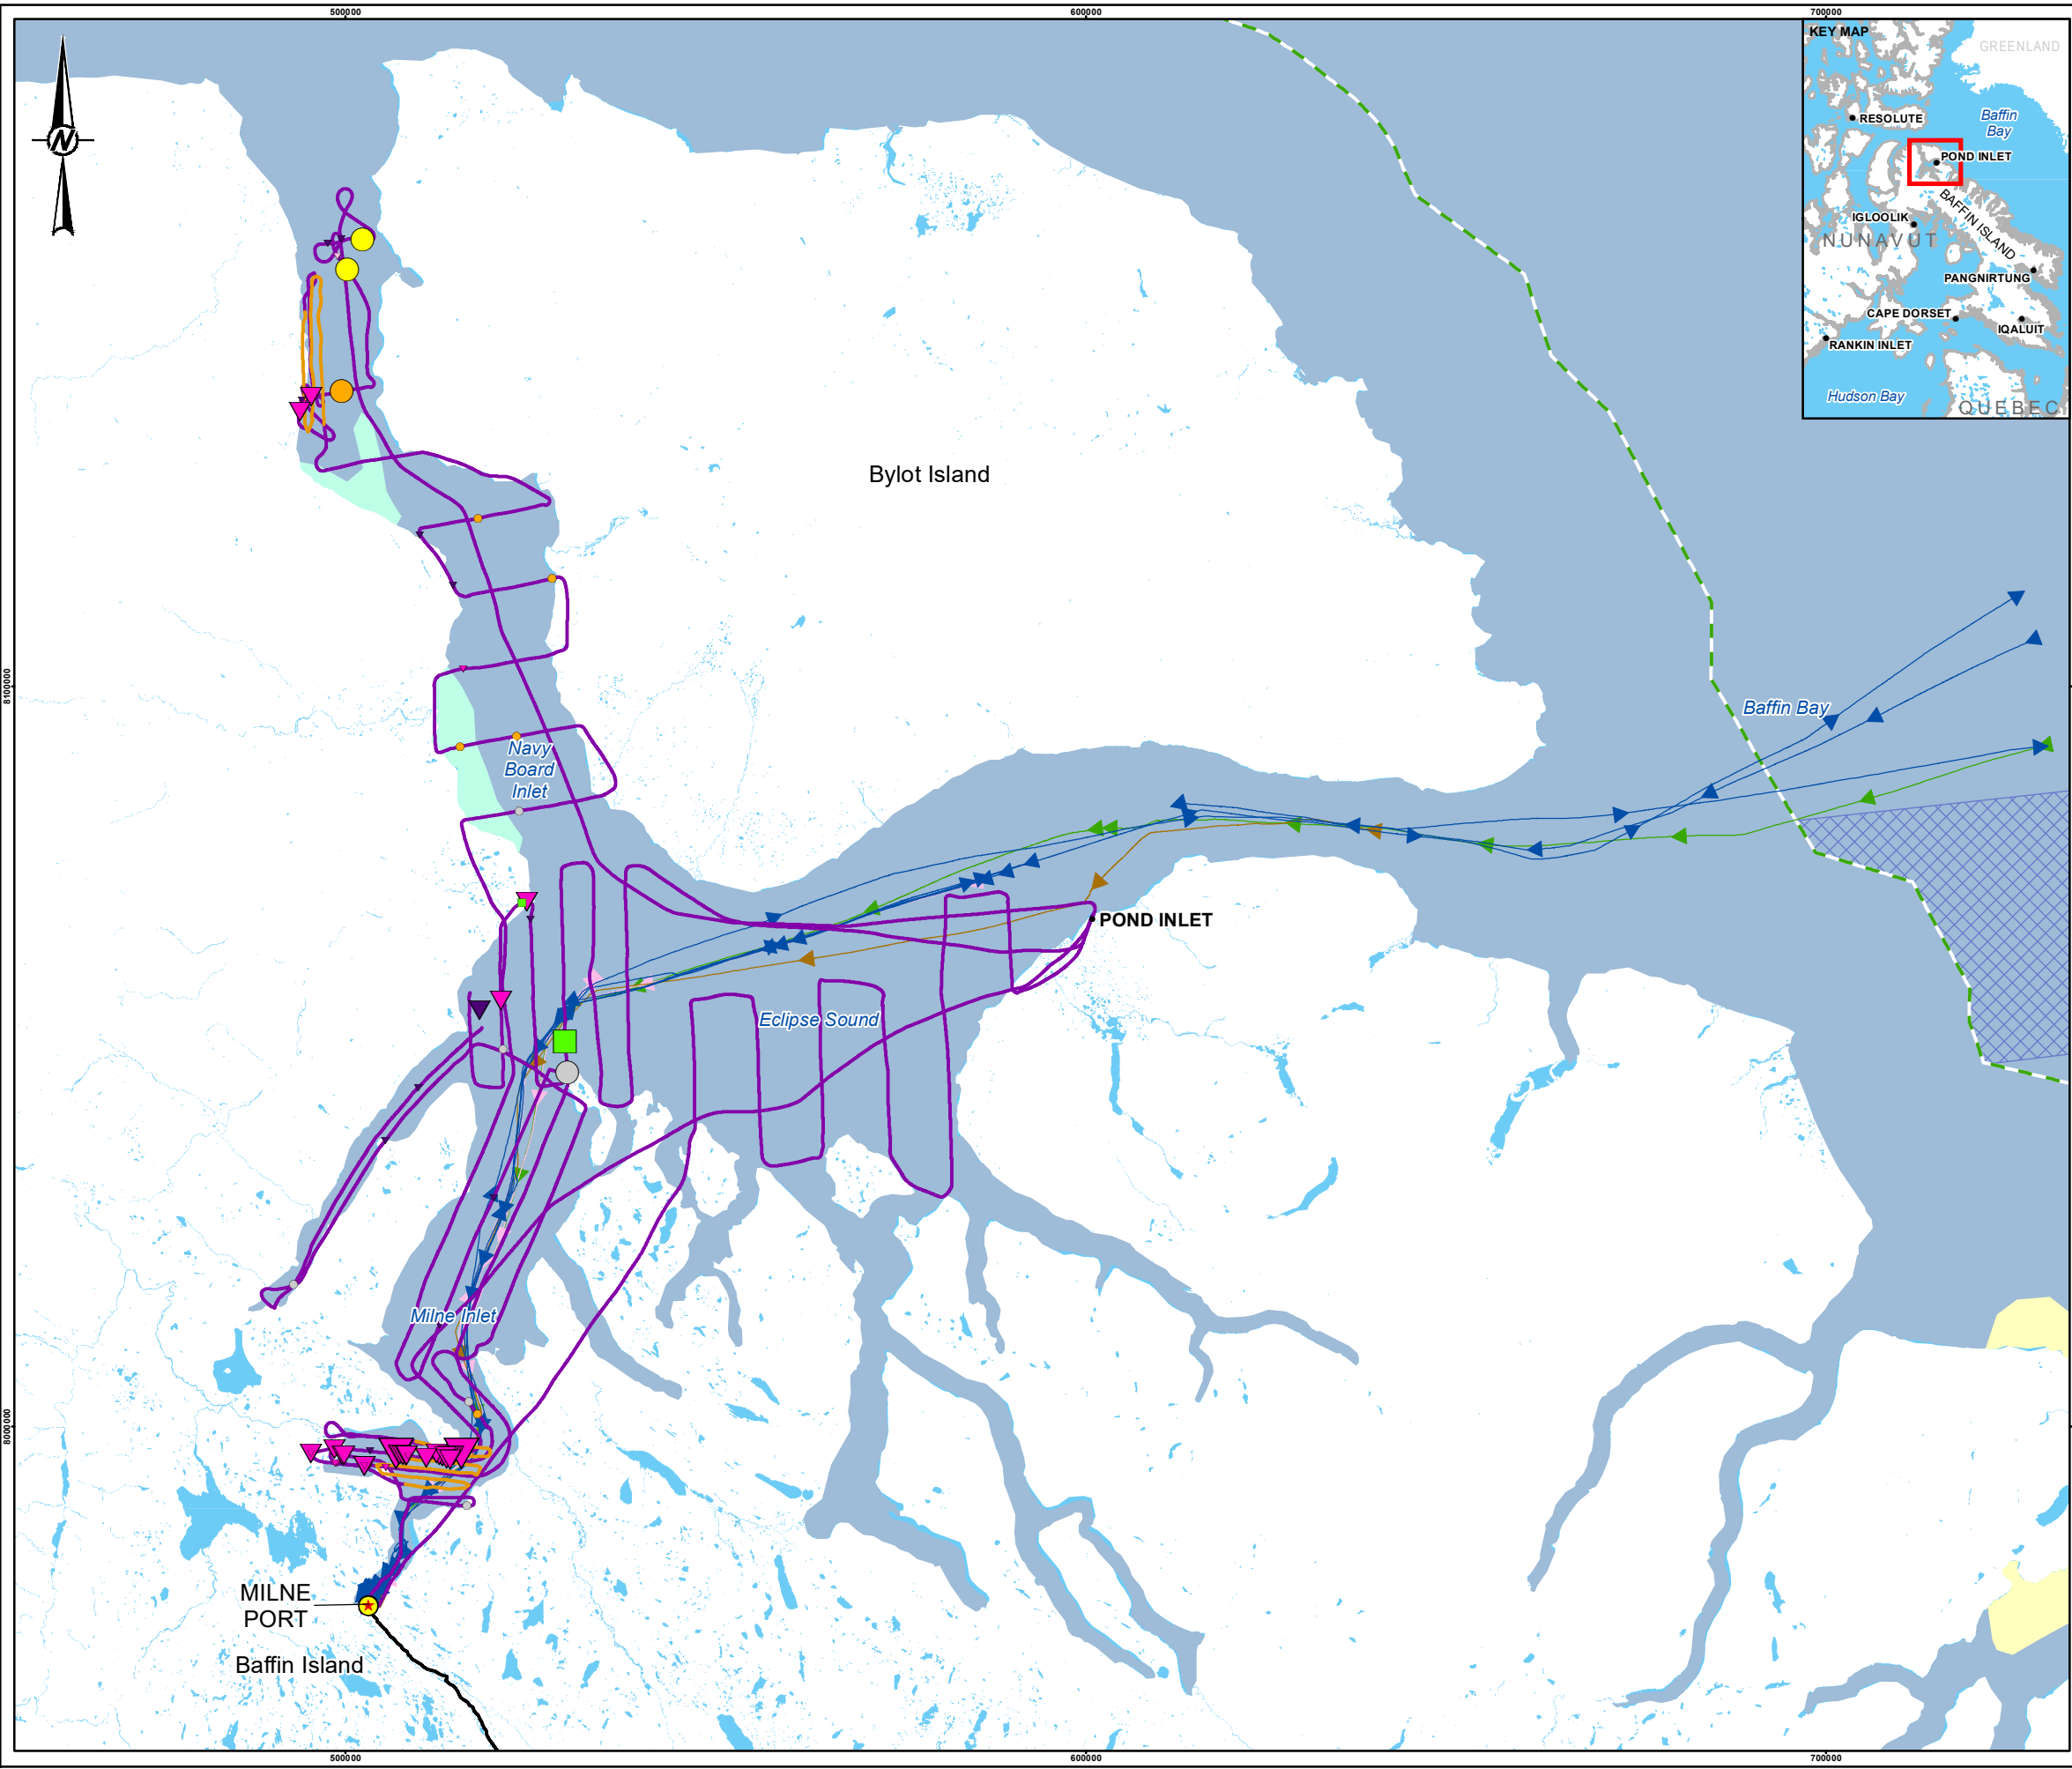 500000
600000
700000
KEY MAP
GREENLAND
Baffin
Bay
RESOLUTE
POND INLET
BAFFIN ISLAND
IGLOOLIK
NUNAVUT
PANGNIRTUNG
CAPE DORSET
IQALUIT
RANKIN INLET
Hudson Bay
QUEBEC
N
Bylot Island
8100000
Baffin Bay
Navy
Board
Inlet
POND INLET
Eclipse Sound
Milne Inlet
8000000
MILNE
PORT
Baffin Island
500000
600000
700000